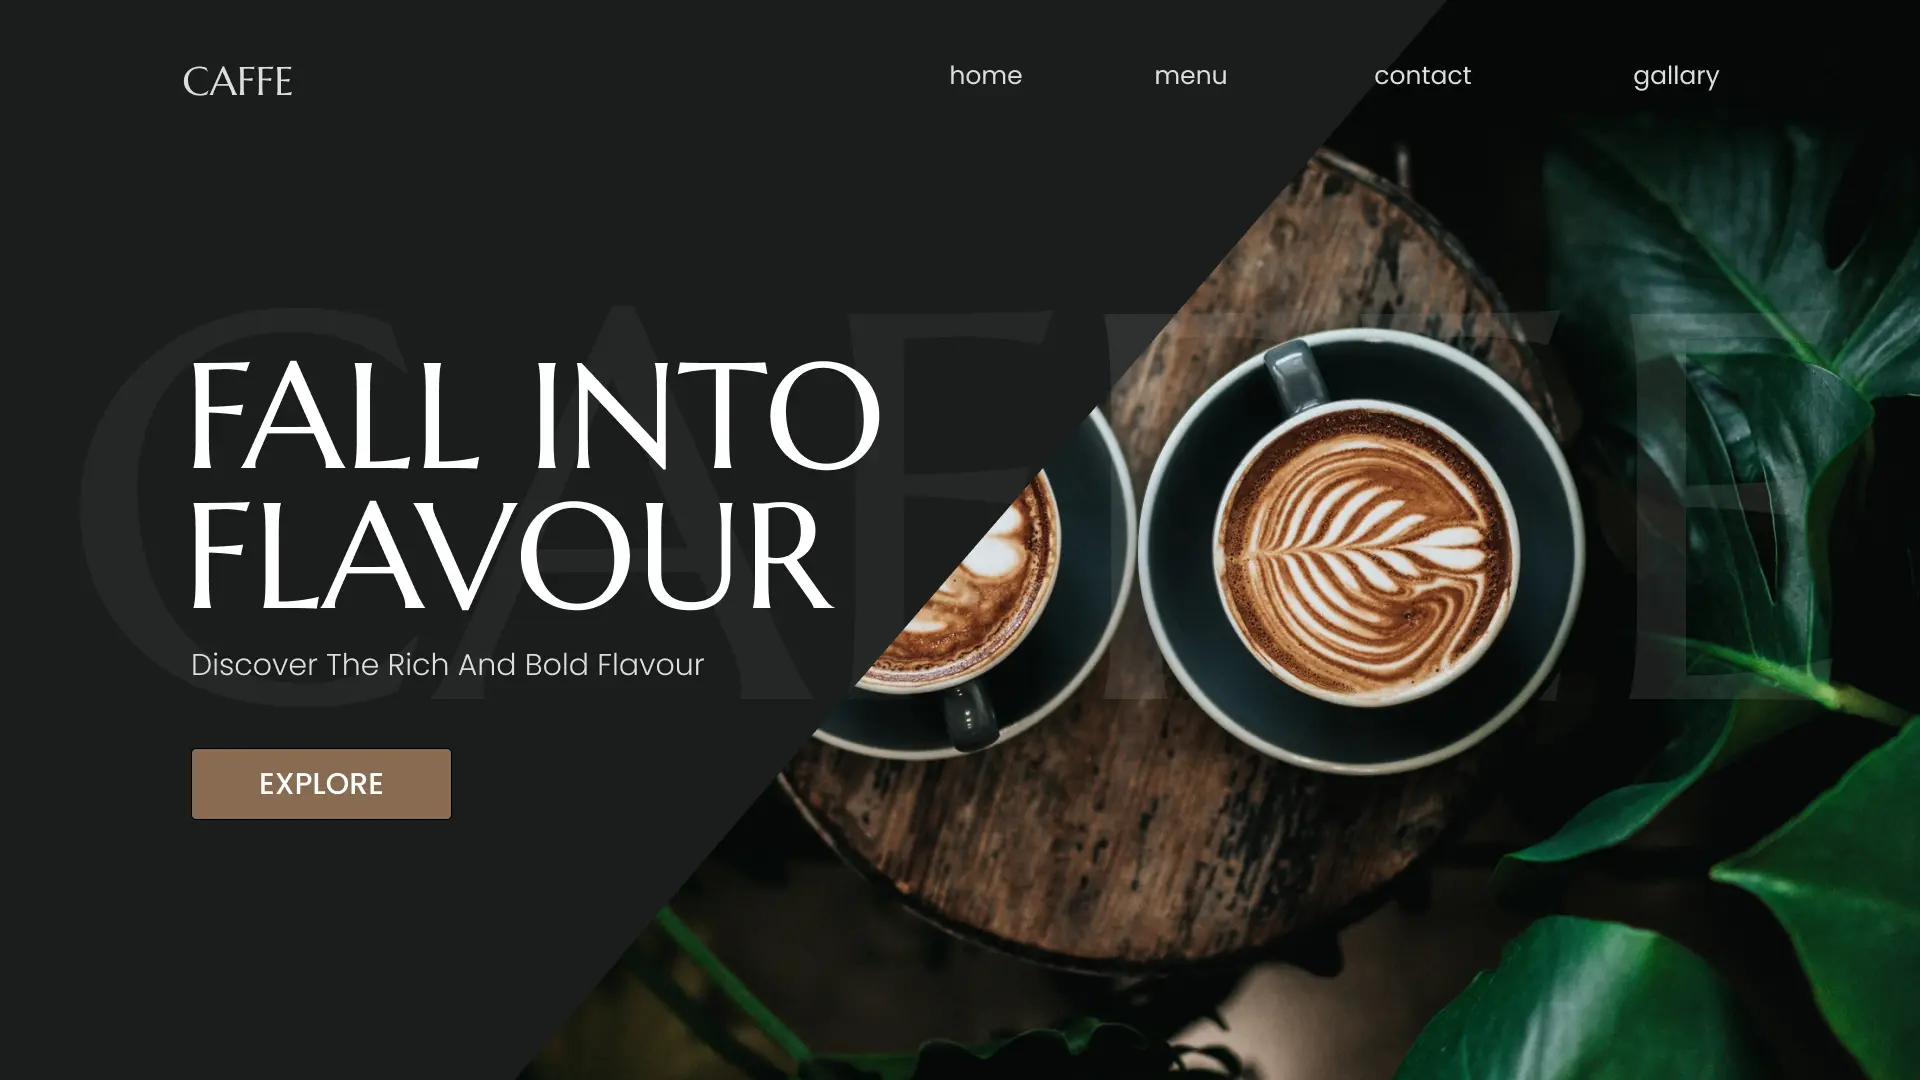 CAFFE
home
menu
contact
gallary
CAFFE
FALL INTO
FLAVOUR
Discover The Rich And Bold Flavour
EXPLORE